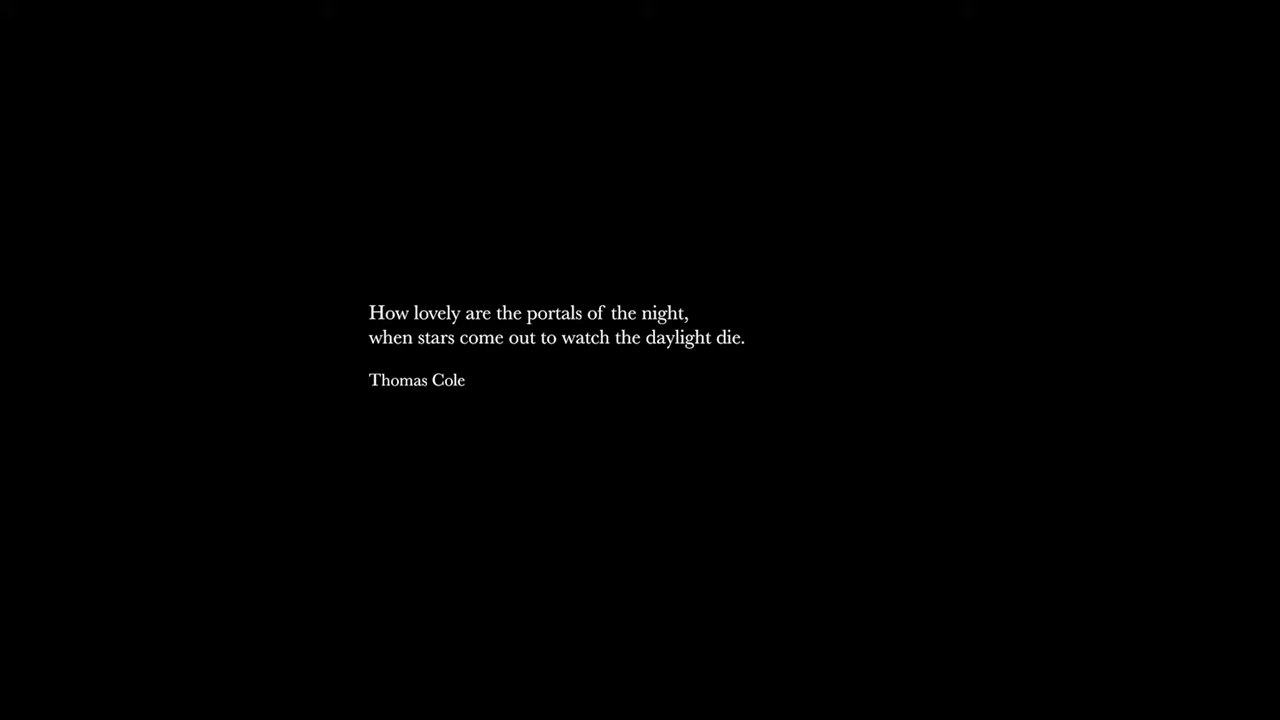 How lovely are the portals of the night,
when stars come out to watch the daylight die.
Thomas Cole